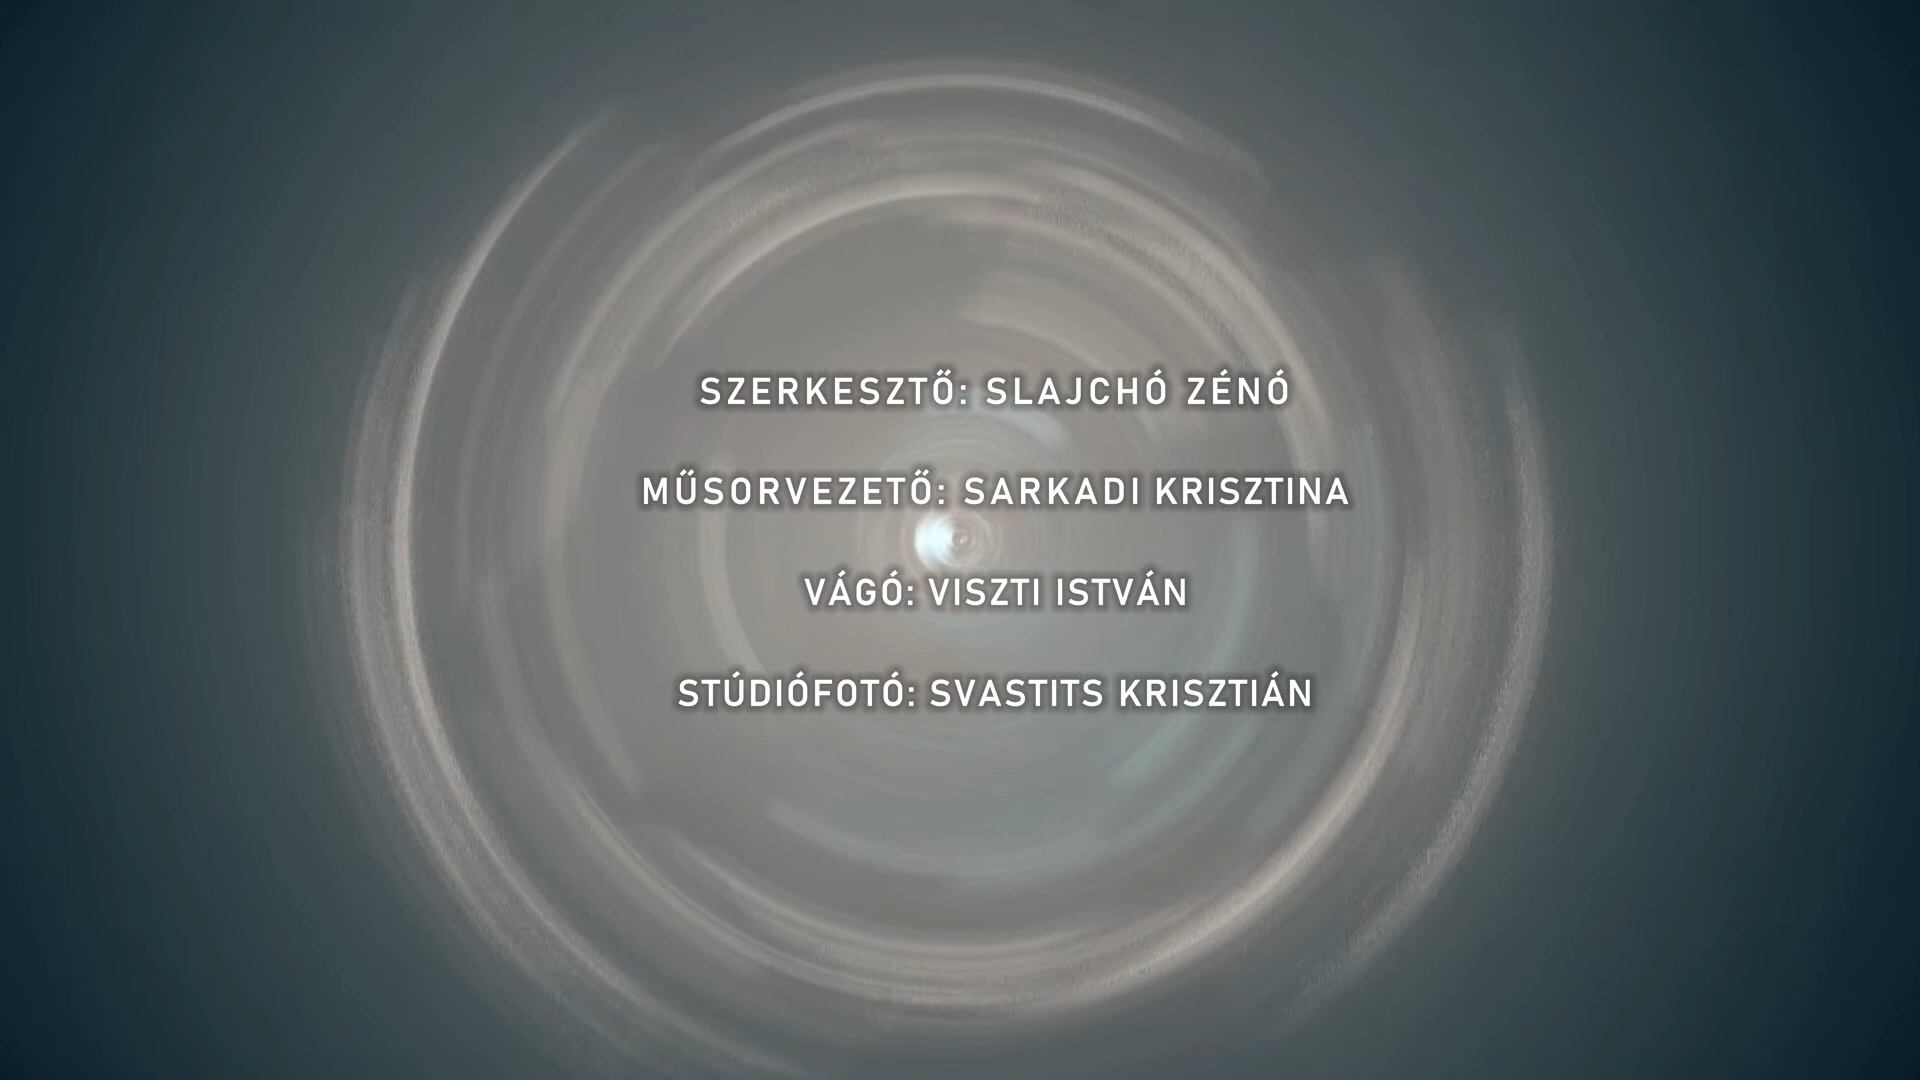 SZERKESZTŐ: SLAJCHÓ ZÉNÓ
MŰSORVEZETŐ: SARKADI KRISZTINA
VÁGÓ: VISZTI ISTVÁN
STÚDIÓFOTÓ: SVASTITS KRISZTIÁN